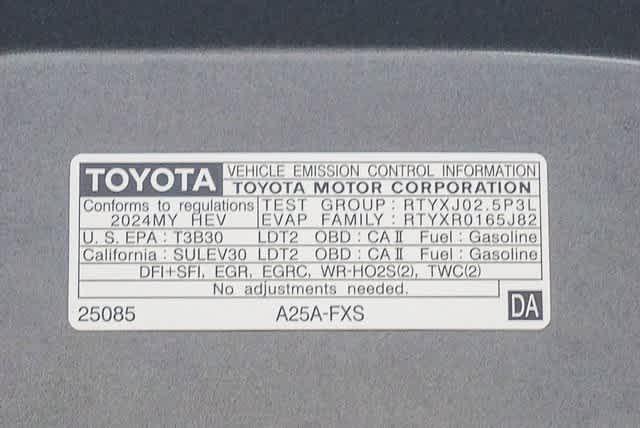 TOYOTA VEHICLE EMISSION CONTROL INFORMATION
TOYOTA MOTOR CORPORATION
Conforms to regulations TEST GROUP : RTYXJ02.5P3L
2024MY HEV EVAP FAMILY : RTYXR0165J82
U. S. EPA : T3B30 LDT2 OBD : CA II Fuel : Gasoline
California : SULEV30 LDT2 OBD : CA II Fuel : Gasoline
DFI+SFI, EGR, EGRC, WR-HO2S(2), TWC(2)
No adjustments needed.
25085 A25A-FXS DA